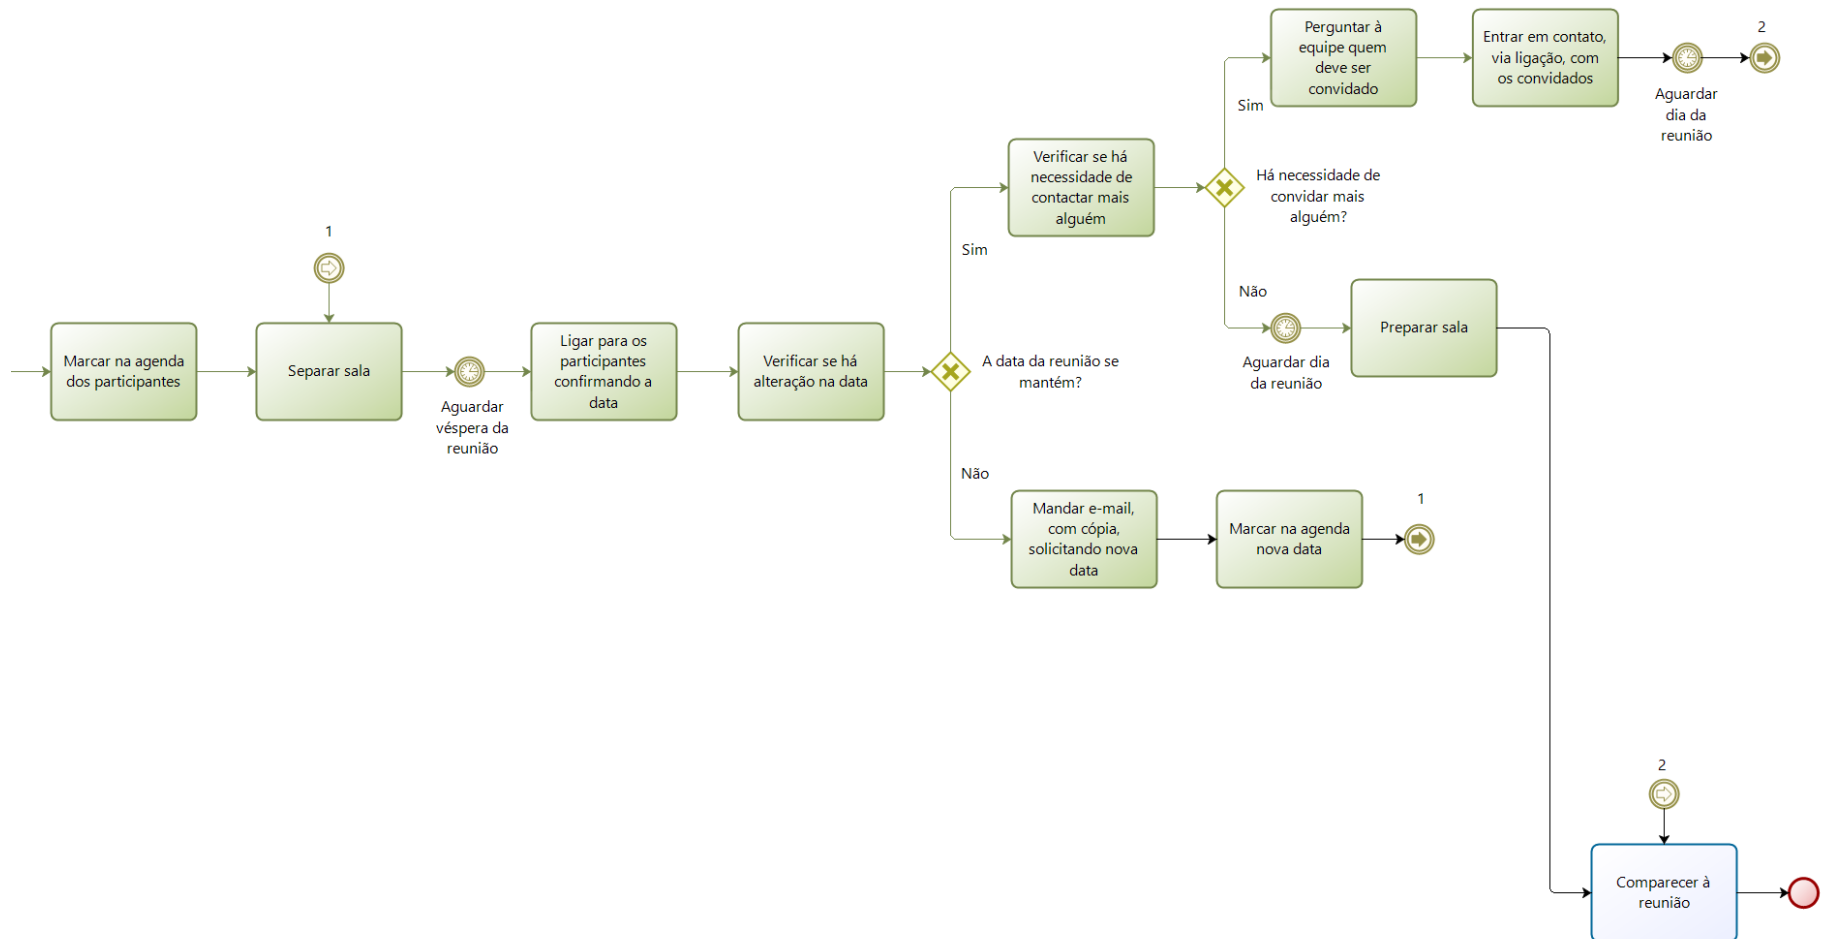 Marcar na agenda
dos participantes
1
Separar sala
Aguardar
véspera da
reunião
Ligar para os
participantes
confirmando a
data
Verificar se há
alteração na data
A data da reunião se
mantém?
Sim
Verificar se há
necessidade de
contactar mais
alguém
Há necessidade de
convidar mais
alguém?
Sim
Perguntar à
equipe quem
deve ser
convidado
Entrar em contato,
via ligação, com
os convidados
Aguardar
dia da
reunião
2
Não
Aguardar dia
da reunião
Preparar sala
Não
Mandar e-mail,
com cópia,
solicitando nova
data
Marcar na agenda
nova data
1
2
Comparecer à
reunião